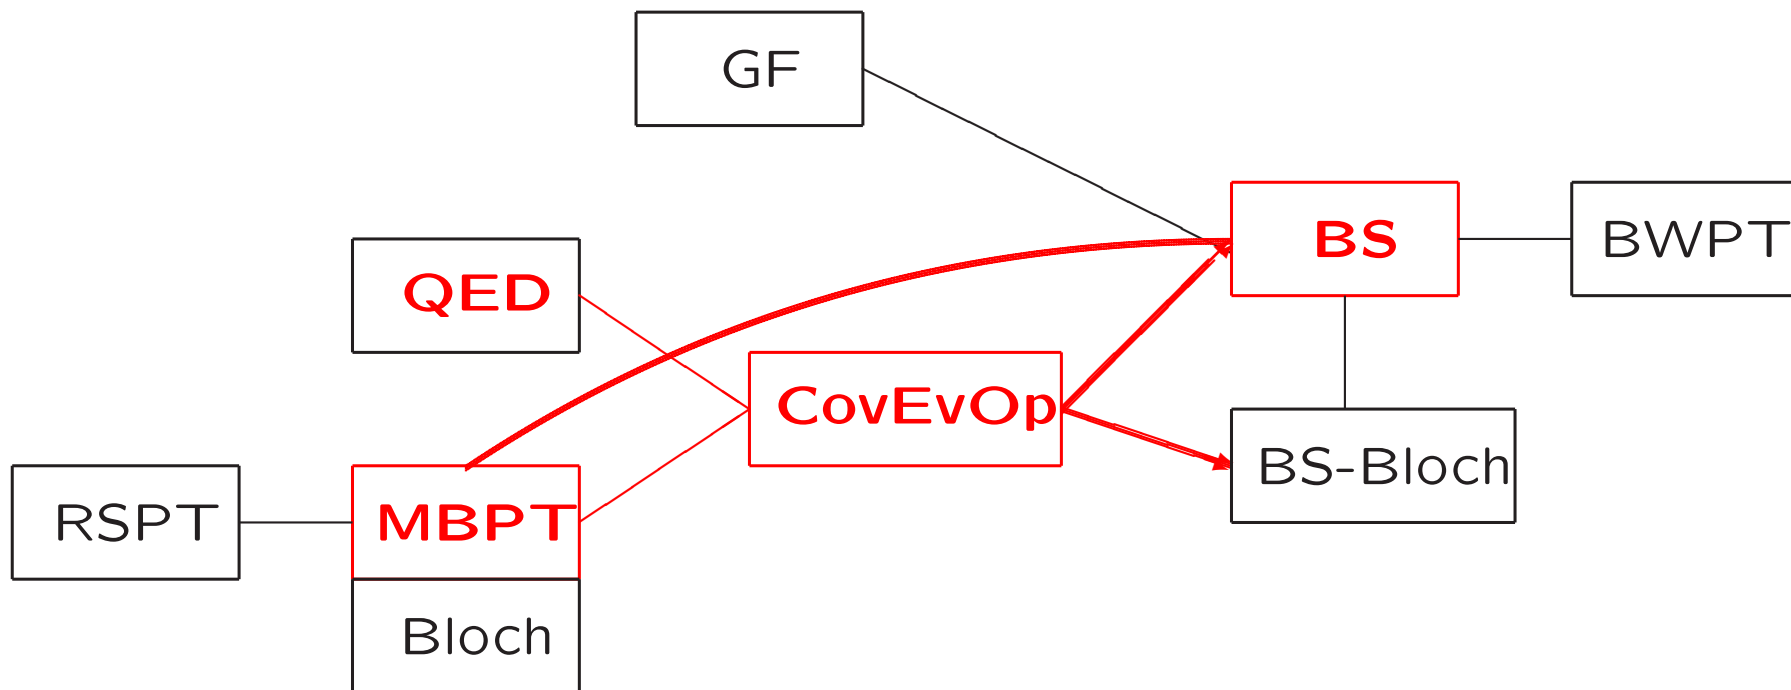 GF
BS
BWPT
QED
CovEvOp
BS-Bloch
RSPT
MBPT
Bloch